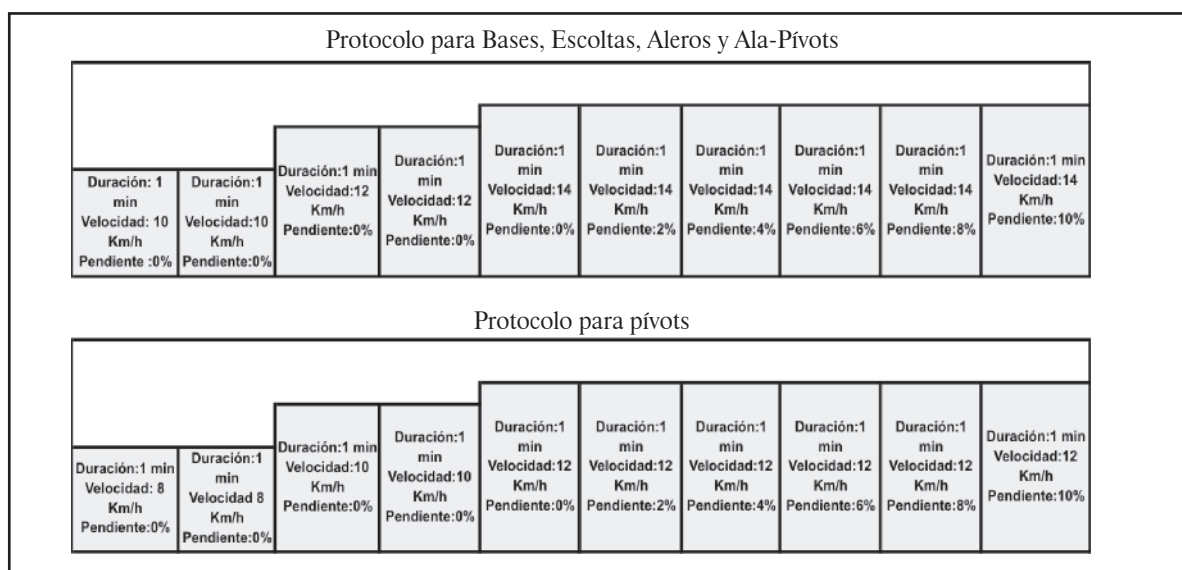 Protocolo para Bases, Escoltas, Aleros y Ala-Pívots
Duración: 1
min
Velocidad: 10
Km/h
Pendiente :0%
Duración:1
min
Velocidad:10
Km/h
Pendiente:0%
Duración:1 min
Velocidad:12
Km/h
Pendiente:0%
Duración:1
min
Velocidad:12
Km/h
Pendiente:0%
Duración:1
min
Velocidad:14
Km/h
Pendiente:0%
Duración:1
min
Velocidad:14
Km/h
Pendiente:2%
Duración:1
min
Velocidad:14
Km/h
Pendiente:4%
Duración:1
min
Velocidad:14
Km/h
Pendiente:6%
Duración:1
min
Velocidad:14
Km/h
Pendiente:8%
Duración:1 min
Velocidad:14
Km/h
Pendiente:10%
Protocolo para pívots
Duración:1 min
Velocidad: 8
Km/h
Pendiente:0%
Duración:1
min
Velocidad 8
Km/h
Pendiente:0%
Duración:1 min
Velocidad:10
Km/h
Pendiente:0%
Duración:1
min
Velocidad:10
Km/h
Pendiente:0%
Duración:1
min
Velocidad:12
Km/h
Pendiente:0%
Duración:1
min
Velocidad:12
Km/h
Pendiente:2%
Duración:1
min
Velocidad:12
Km/h
Pendiente:4%
Duración:1
min
Velocidad:12
Km/h
Pendiente:6%
Duración:1
min
Velocidad:12
Km/h
Pendiente:8%
Duración:1 min
Velocidad:12
Km/h
Pendiente:10%